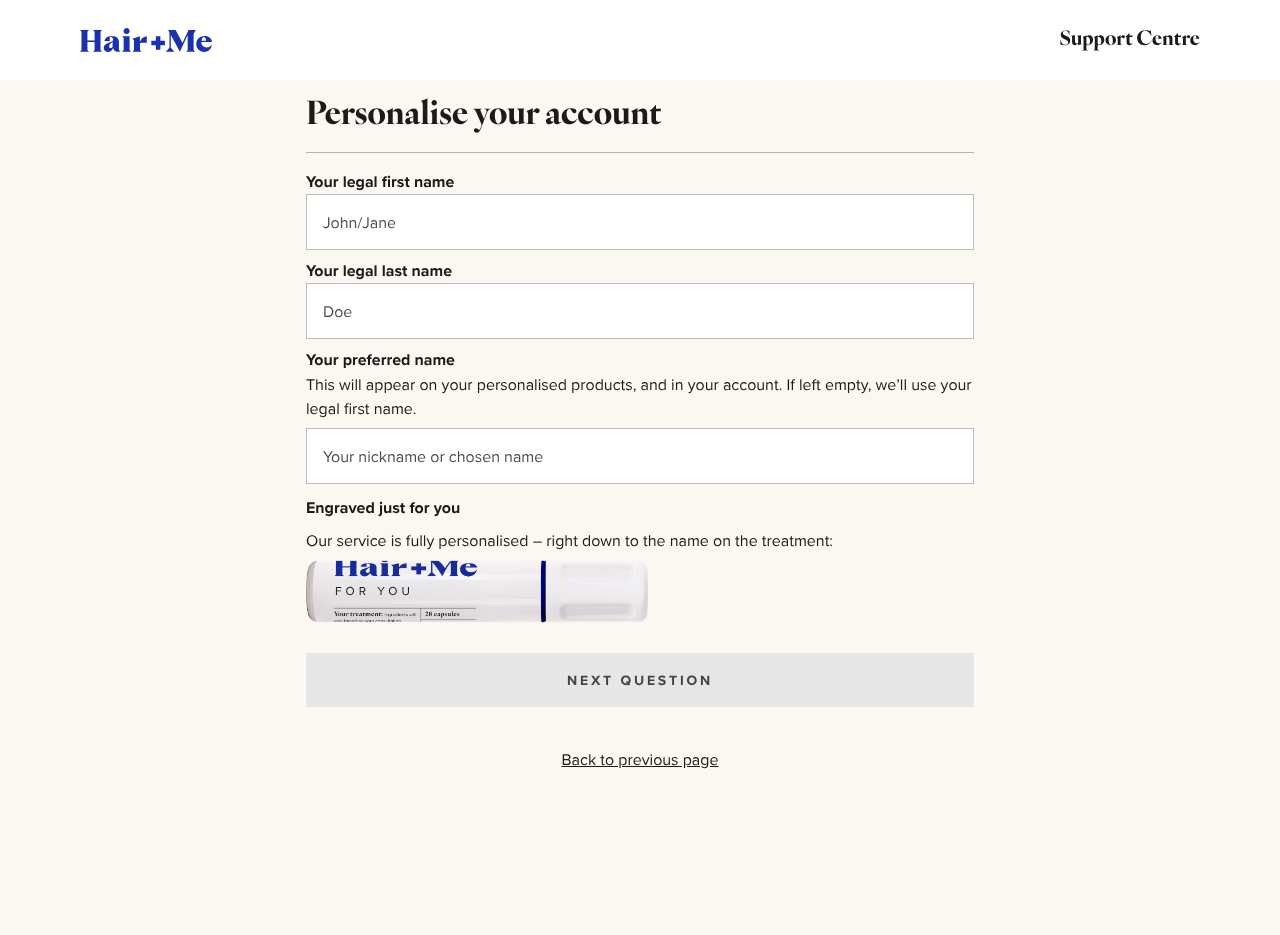 Hair+Me
Support Centre
Personalise your account
Your legal first name
John/Jane
Your legal last name
Doe
Your preferred name
This will appear on your personalised products, and in your account. If left empty, we’ll use your
legal first name.
Your nickname or chosen name
Engraved just for you
Our service is fully personalised – right down to the name on the treatment:
Hair+Me
FOR YOU
Your treatment: Ingredients will
28 capsules
NEXT QUESTION
Back to previous page